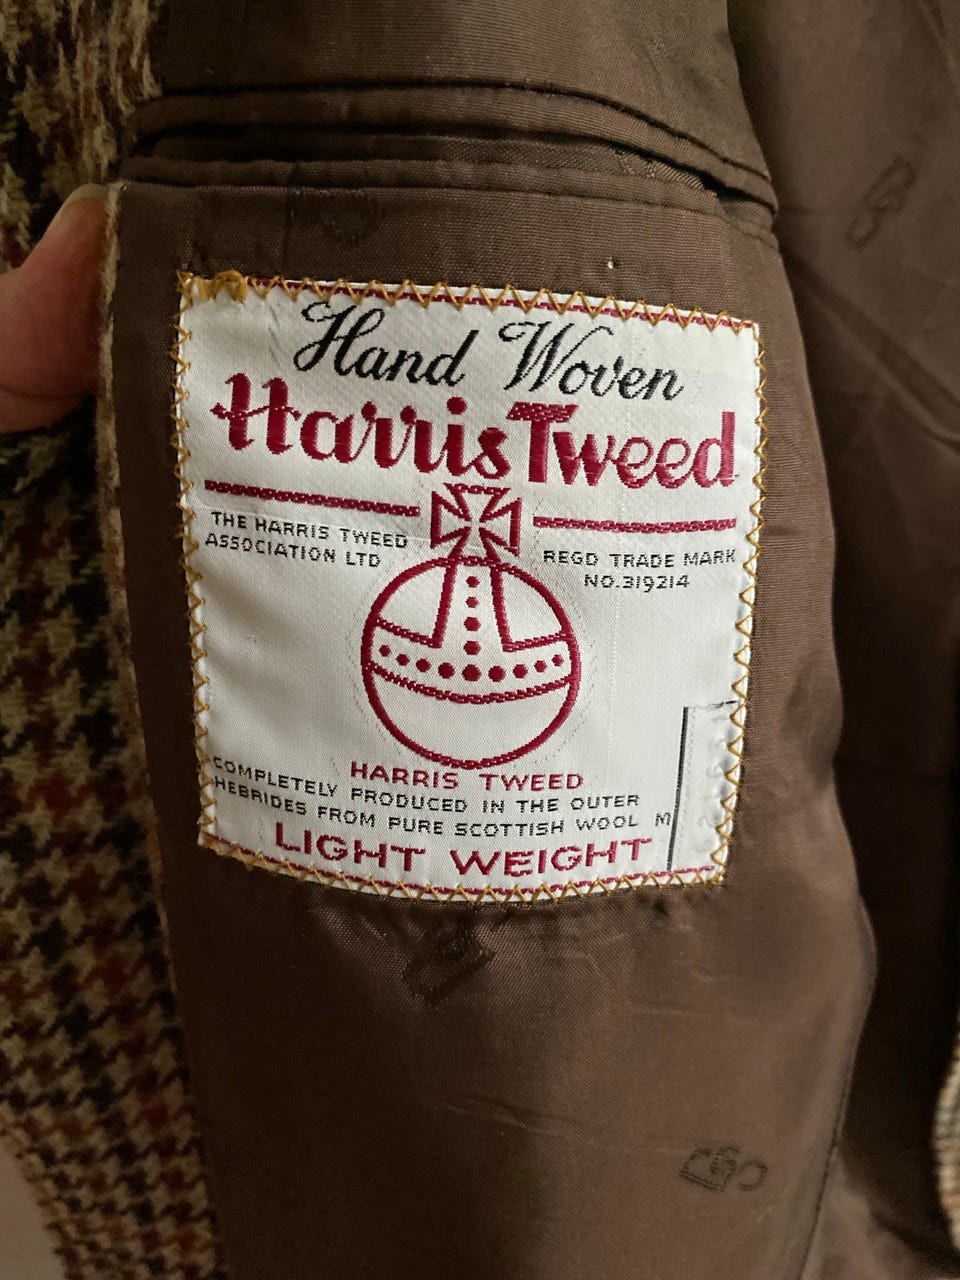 Hand Woven
Harris Tweed
THE HARRIS TWEED
ASSOCIATION LTD
REGD TRADE MARK
NO.319214
HARRIS TWEED
COMPLETELY PRODUCED IN THE OUTER
HEBRIDES FROM PURE SCOTTISH WOOL M
LIGHT WEIGHT